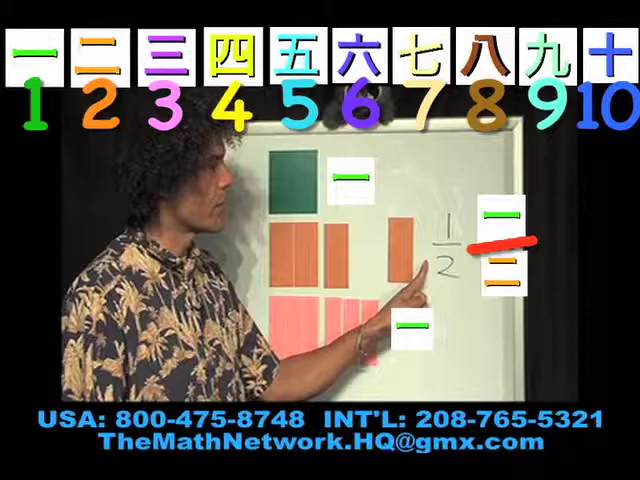 一 二 三 四 五 六 七 八 九 十
1 2 3 4 5 6 7 8 9 10
一
1
2
一
二
一
USA: 800-475-8748 INT'L: 208-765-5321
TheMathNetwork.HQ@gmx.com